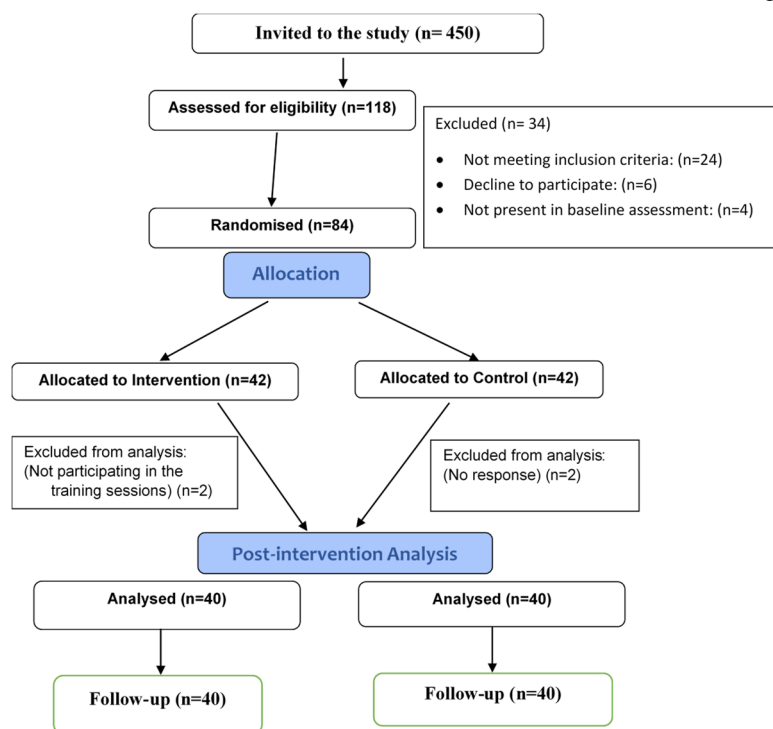 Invited to the study (n= 450)
Assessed for eligibility (n=118)
Excluded (n= 34)
• Not meeting inclusion criteria: (n=24)
• Decline to participate: (n=6)
• Not present in baseline assessment: (n=4)
Randomised (n=84)
Allocation
Allocated to Intervention (n=42)
Allocated to Control (n=42)
Excluded from analysis:
(Not participating in the
training sessions) (n=2)
Excluded from analysis:
(No response) (n=2)
Post-intervention Analysis
Analysed (n=40)
Analysed (n=40)
Follow-up (n=40)
Follow-up (n=40)